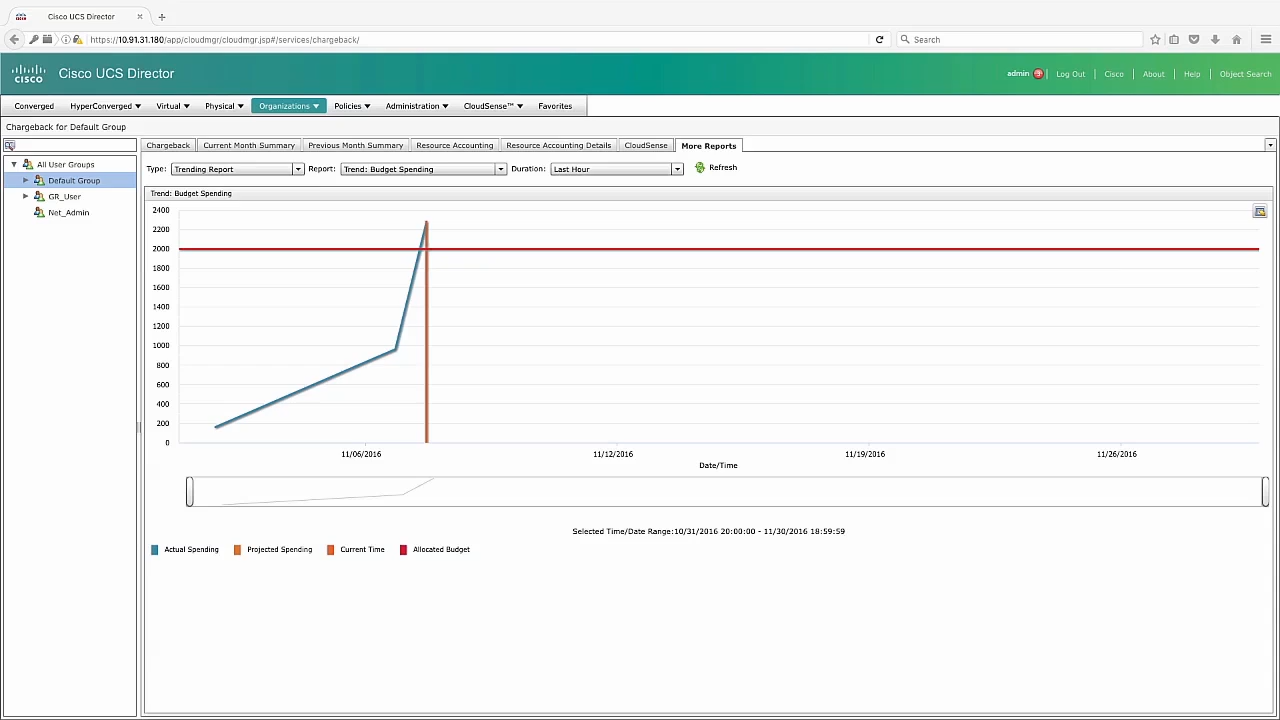 Cisco UCS Director
https://10.91.31.180/app/cloudmgr/cloudmgr.jsp#/services/chargeback/
Search
cisco Cisco UCS Director
admin Log Out Cisco About Help Object Search
Converged HyperConverged Virtual Physical Organizations Policies Administration CloudSense™ Favorites
Chargeback for Default Group
Chargeback Current Month Summary Previous Month Summary Resource Accounting Resource Accounting Details CloudSense More Reports
All User Groups
Default Group
GR_User
Net_Admin
Type: Trending Report Report: Trend: Budget Spending Duration: Last Hour Refresh
Trend: Budget Spending
2400
2200
2000
1800
1600
1400
1200
1000
800
600
400
200
0
11/06/2016 11/12/2016 11/19/2016 11/26/2016
Date/Time
Selected Time/Date Range:10/31/2016 20:00:00 - 11/30/2016 18:59:59
Actual Spending Projected Spending Current Time Allocated Budget